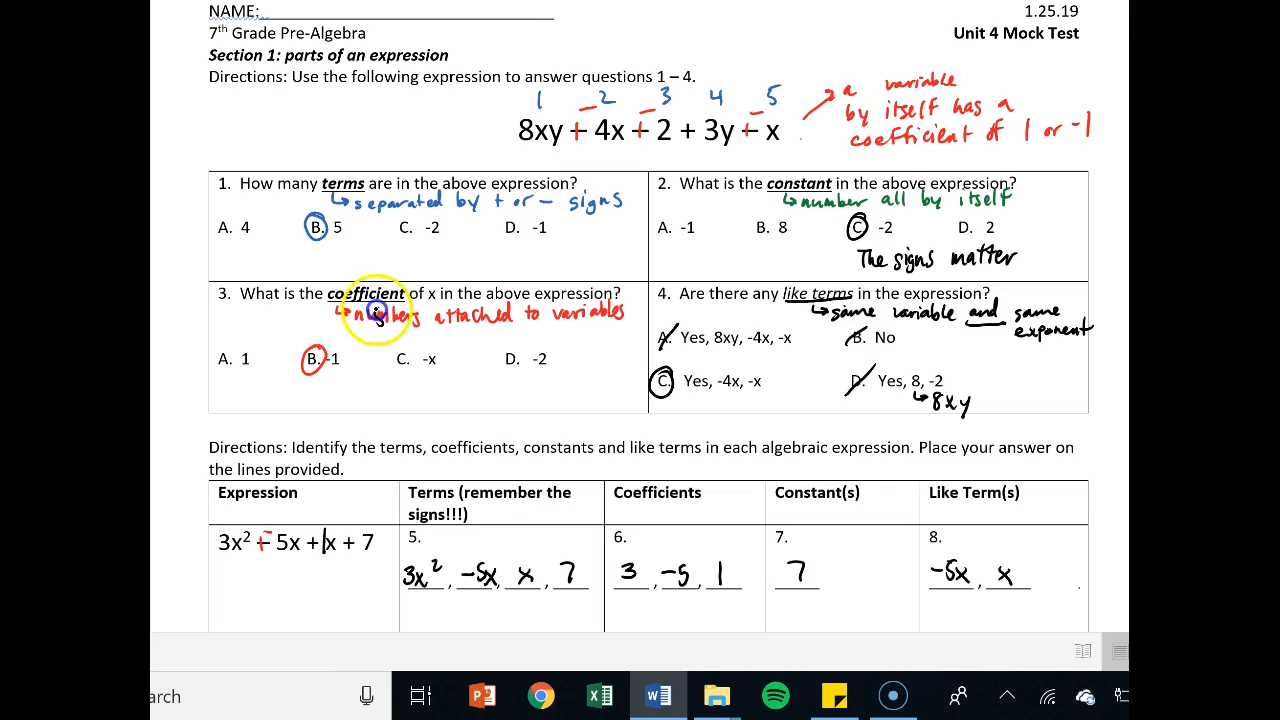 NAME:
1.25.19
7th Grade Pre-Algebra
Unit 4 Mock Test
Section 1: parts of an expression
Directions: Use the following expression to answer questions 1 – 4.
1 2 3 4 5
8xy – 4x – 2 + 3y – x
a variable
by itself has a
coefficient of 1 or -1
1. How many terms are in the above expression?
separated by + or - signs
A. 4 B. 5 C. -2 D. -1
2. What is the constant in the above expression?
number all by itself
A. -1 B. 8 C -2 D. 2
The signs matter
3. What is the coefficient of x in the above expression?
numbers attached to variables
A. 1 B. -1 C. -x D. -2
4. Are there any like terms in the expression?
same variable and same
exponent
A. Yes, 8xy, -4x, -x B. No
C. Yes, -4x, -x D. Yes, 8, -2
8xy
Directions: Identify the terms, coefficients, constants and like terms in each algebraic expression. Place your answer on
the lines provided.
Expression Terms (remember the Coefficients Constant(s) Like Term(s)
signs!!!)
3x² – 5x + 1x + 7
5. 6. 7. 8.
3x², -5x, x, 7 3, -5, 1 7 -5x, x
arch